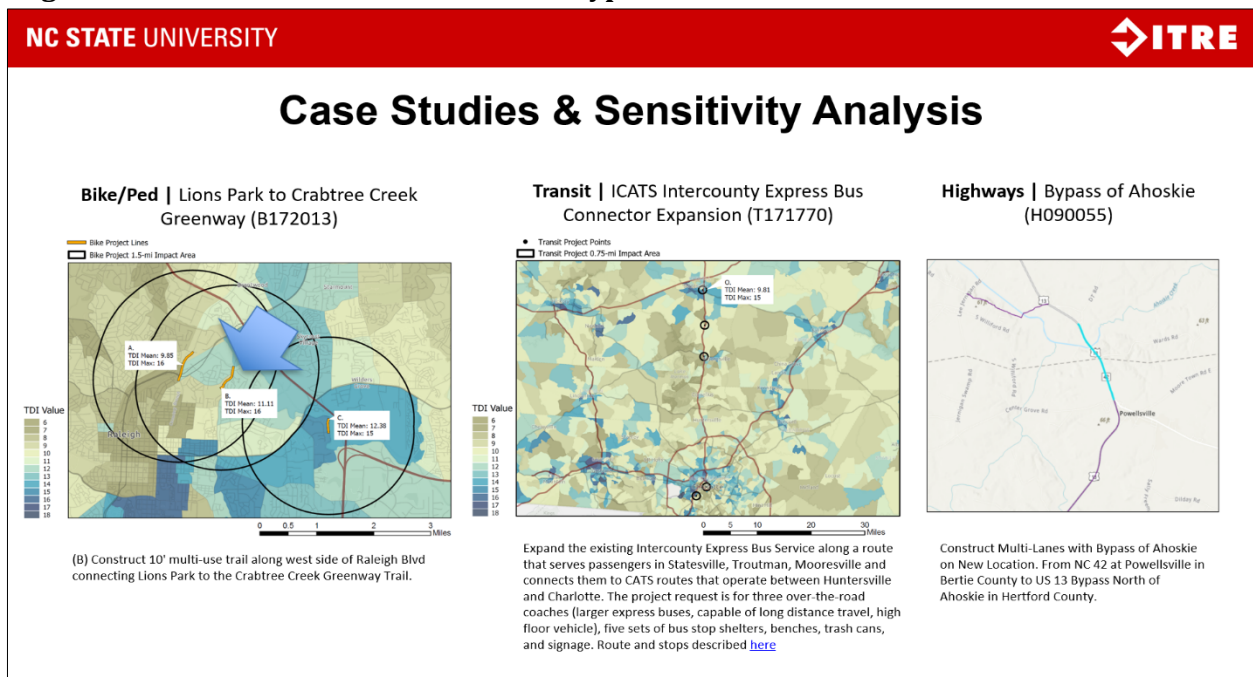 NC STATE UNIVERSITY
ITRE
Case Studies & Sensitivity Analysis
Bike/Ped | Lions Park to Crabtree Creek
Greenway (B172013)
Bike Project Lines
Bike Project 1.5-mi Impact Area
A.
TDI Mean: 9.85
TDI Max: 16
B.
TDI Mean: 11.11
TDI Max: 16
C.
TDI Mean: 12.38
TDI Max: 15
Raleigh
TDI Value
6
7
8
9
10
11
12
13
14
15
16
17
18
0 0.5 1 2 3
Miles
(B) Construct 10' multi-use trail along west side of Raleigh Blvd
connecting Lions Park to the Crabtree Creek Greenway Trail.
Transit | ICATS Intercounty Express Bus
Connector Expansion (T171770)
Transit Project Points
Transit Project 0.75-mi Impact Area
O.
TDI Mean: 9.81
TDI Max: 15
TDI Value
6
7
8
9
10
11
12
13
14
15
16
17
18
0 5 10 20 30
Miles
Expand the existing Intercounty Express Bus Service along a route
that serves passengers in Statesville, Troutman, Mooresville and
connects them to CATS routes that operate between Huntersville
and Charlotte. The project request is for three over-the-road
coaches (larger express buses, capable of long distance travel, high
floor vehicle), five sets of bus stop shelters, benches, trash cans,
and signage. Route and stops described here
Highways | Bypass of Ahoskie
(H090055)
13
Center Grove Rd
Powellsville
Construct Multi-Lanes with Bypass of Ahoskie
on New Location. From NC 42 at Powellsville in
Bertie County to US 13 Bypass North of
Ahoskie in Hertford County.